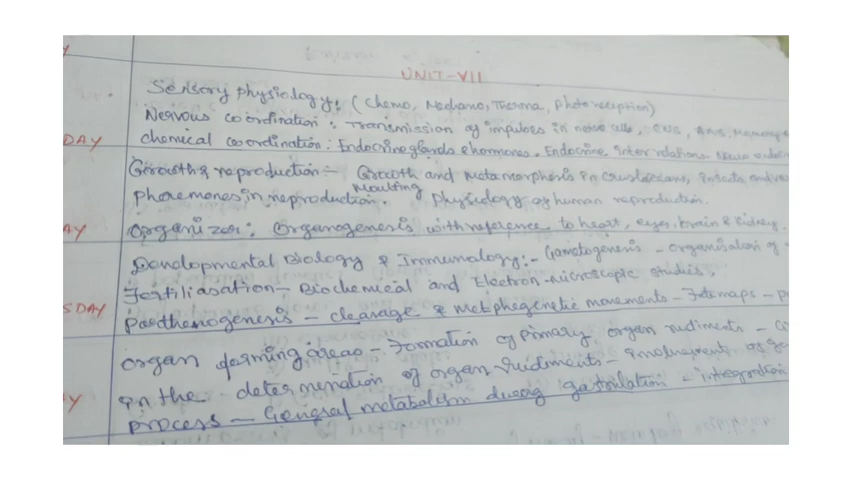 UNIT-VII
Sensory Physiology: (Chemo, Mechano, Thermo, Photoreception)
DAY
Nervous coordination: Transmission of impulses in nerve cells, CNS, ANS,
chemical coordination: Endocrine glands & hormones. Endocrine, inter relations
Growth & reproduction:- Growth and Metamorphosis in crustaceans, insects
Moulting
Pheromones in reproduction. Physiology of human reproduction.
AY
Organizer: Organogenesis with reference to heart, eyes, brain & kidney.
Developmental Biology & Immunology:- Gametogenesis - Organisation of
Fertiliasation - Biochemical and Electron-microscopic studies.
SDAY
Parthenogenesis - cleavage & morphogenetic movements - Fate maps -
organ forming areas - Formation of primary organ rudiments -
in the determination of organ rudiments - involvement of
Y
process - General metabolism during gastrulation - integration